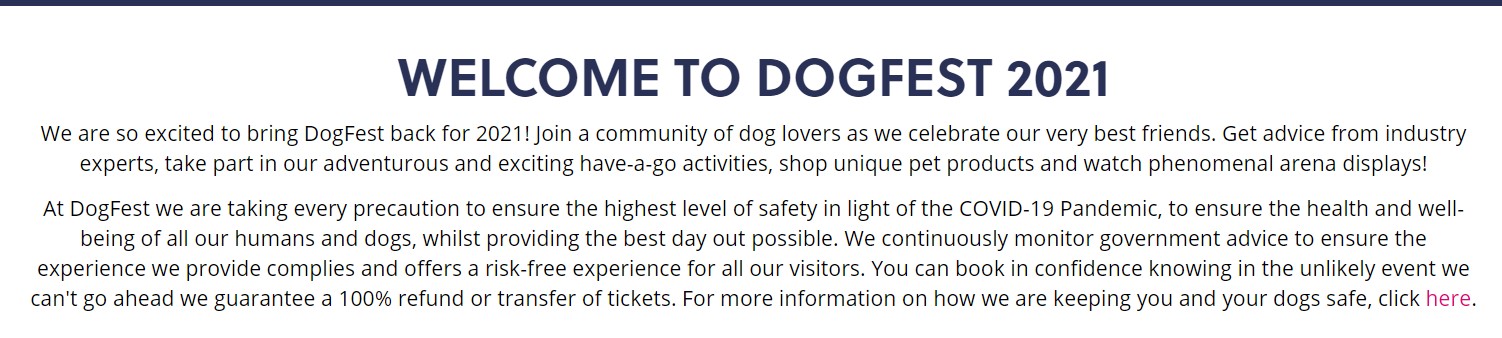 WELCOME TO DOGFEST 2021
We are so excited to bring DogFest back for 2021! Join a community of dog lovers as we celebrate our very best friends. Get advice from industry
experts, take part in our adventurous and exciting have-a-go activities, shop unique pet products and watch phenomenal arena displays!
At DogFest we are taking every precaution to ensure the highest level of safety in light of the COVID-19 Pandemic, to ensure the health and well-
being of all our humans and dogs, whilst providing the best day out possible. We continuously monitor government advice to ensure the
experience we provide complies and offers a risk-free experience for all our visitors. You can book in confidence knowing in the unlikely event we
can't go ahead we guarantee a 100% refund or transfer of tickets. For more information on how we are keeping you and your dogs safe, click here.